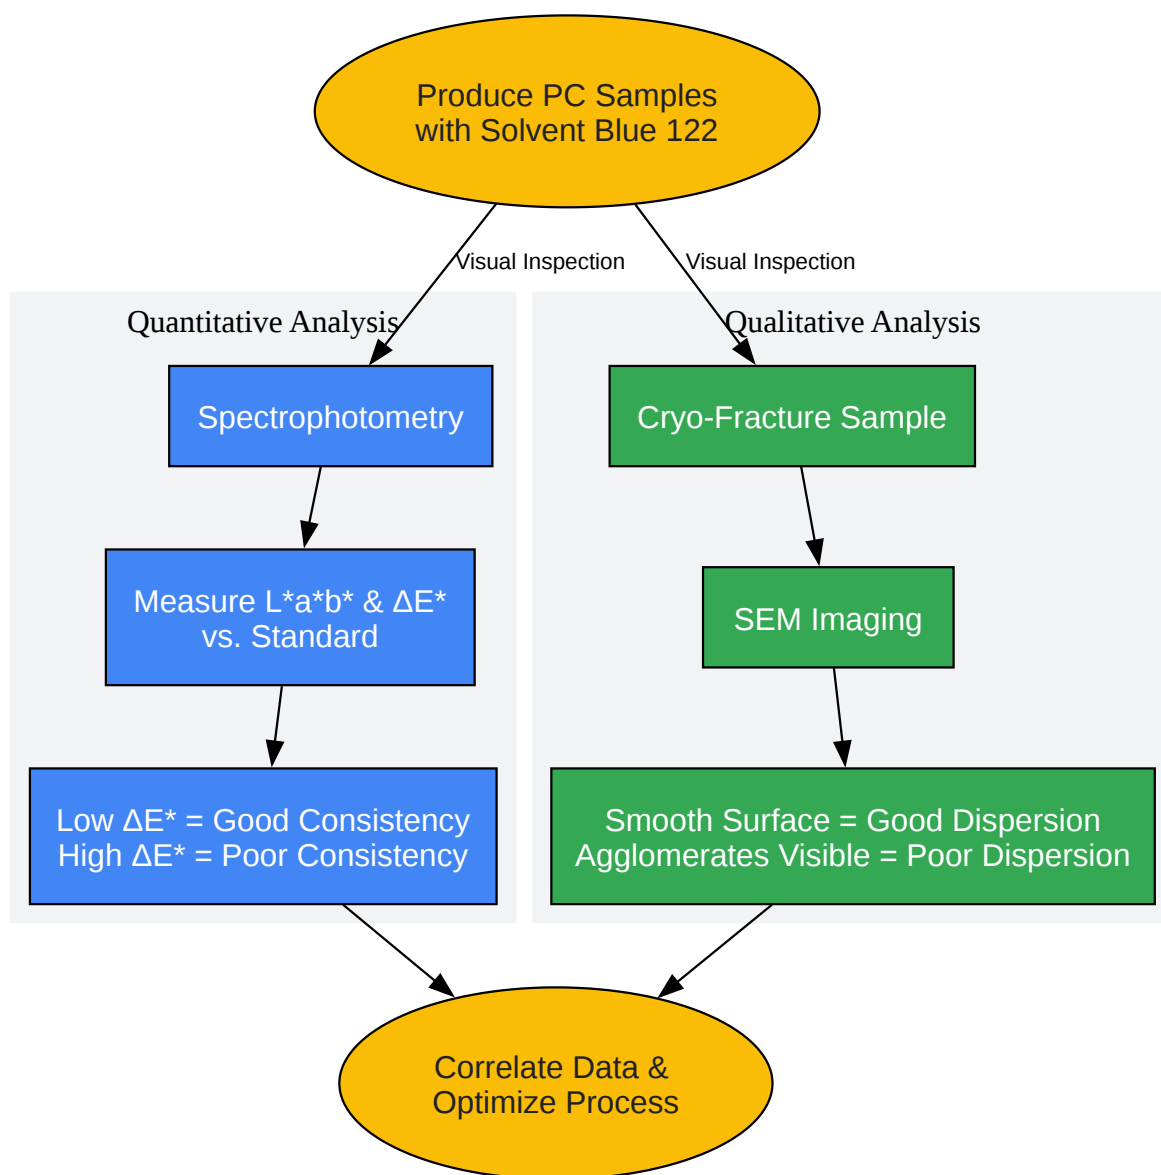 Produce PC Samples
with Solvent Blue 122
Visual Inspection
Visual Inspection
Quantitative Analysis
Qualitative Analysis
Spectrophotometry
Cryo-Fracture Sample
Measure L*a*b* & ΔE*
vs. Standard
SEM Imaging
Low ΔE* = Good Consistency
High ΔE* = Poor Consistency
Smooth Surface = Good Dispersion
Agglomerates Visible = Poor Dispersion
Correlate Data &
Optimize Process